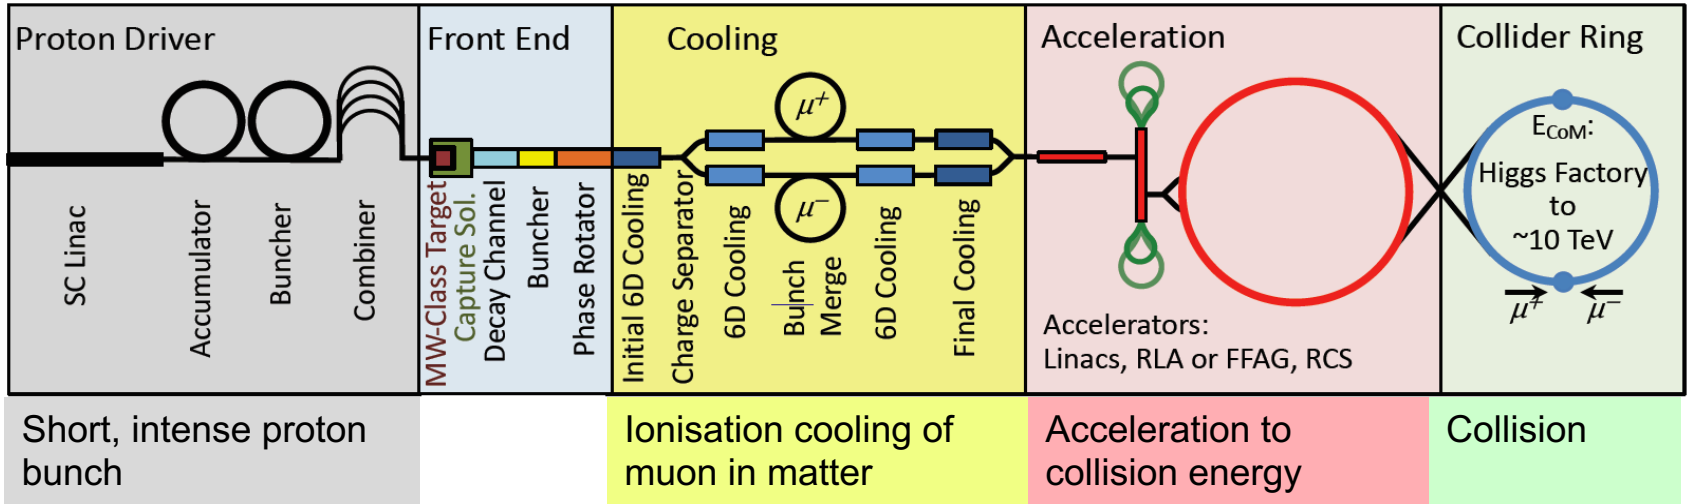 Proton Driver
Front End
Cooling
Acceleration
Collider Ring
SC Linac
Accumulator
Buncher
Combiner
MW-Class Target
Capture Sol.
Decay Channel
Buncher
Phase Rotator
Initial 6D Cooling
Charge Separator
6D Cooling
μ+
μ−
Bunch
Merge
6D Cooling
Final Cooling
Accelerators:
Linacs, RLA or FFAG, RCS
ECoM:
Higgs Factory
to
~10 TeV
μ+
μ−
Short, intense proton
bunch
Ionisation cooling of
muon in matter
Acceleration to
collision energy
Collision